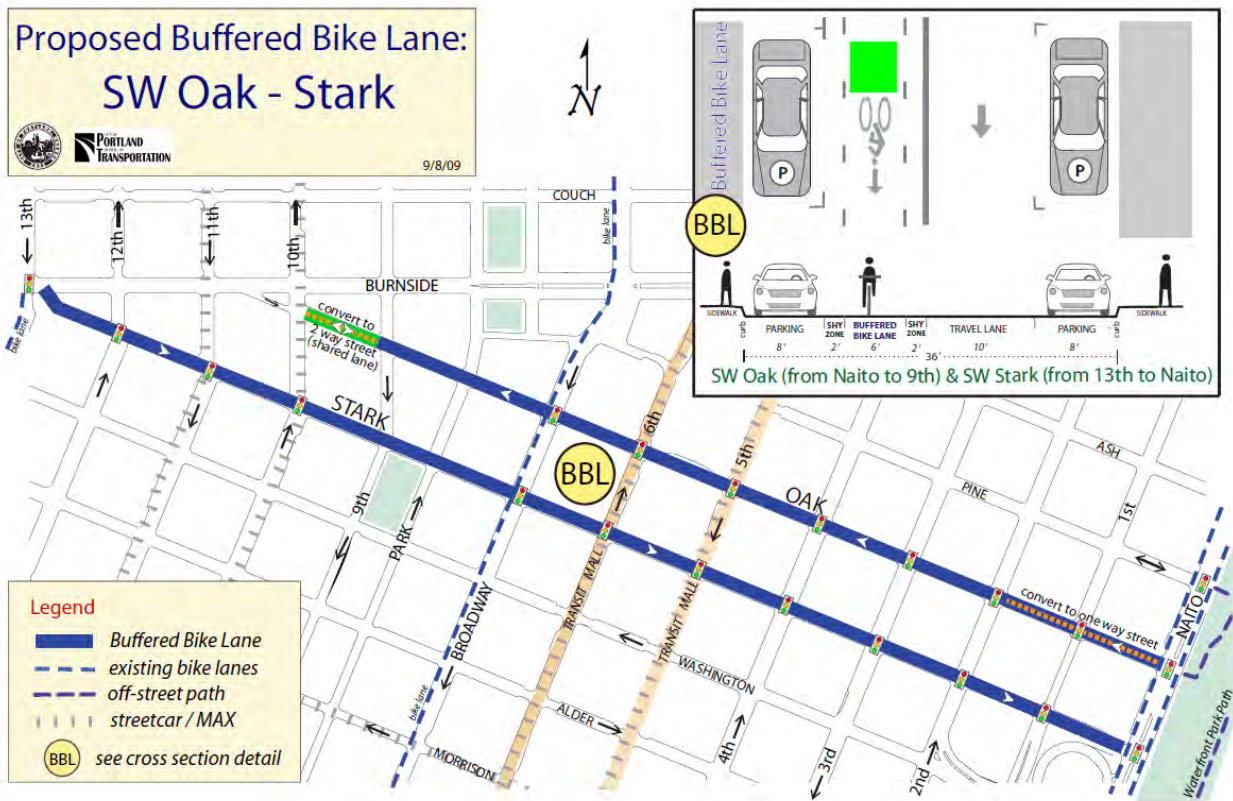 Proposed Buffered Bike Lane:
SW Oak - Stark
CITY OF
PORTLAND
TRANSPORTATION
9/8/09
N
Buffered Bike Lane
P
P
BBL
SIDEWALK
curb
PARKING
SHY
ZONE
BUFFERED
BIKE LANE
SHY
ZONE
TRAVEL LANE
PARKING
curb
SIDEWALK
8'
2'
6'
2'
10'
8'
36'
SW Oak (from Naito to 9th) & SW Stark (from 13th to Naito)
13th
12th
11th
10th
COUCH
bike lane
BURNSIDE
bike lane
convert to
2 way street
(shared lane)
STARK
6th
BBL
5th
OAK
ASH
PINE
1st
9th
PARK
BROADWAY
TRANSIT MALL
TRANSIT MALL
convert to one way street
NAITO
WASHINGTON
ALDER
bike lane
MORRISON
4th
3rd
2nd
Waterfront Park Path
Legend
Buffered Bike Lane
existing bike lanes
off-street path
streetcar / MAX
BBL see cross section detail